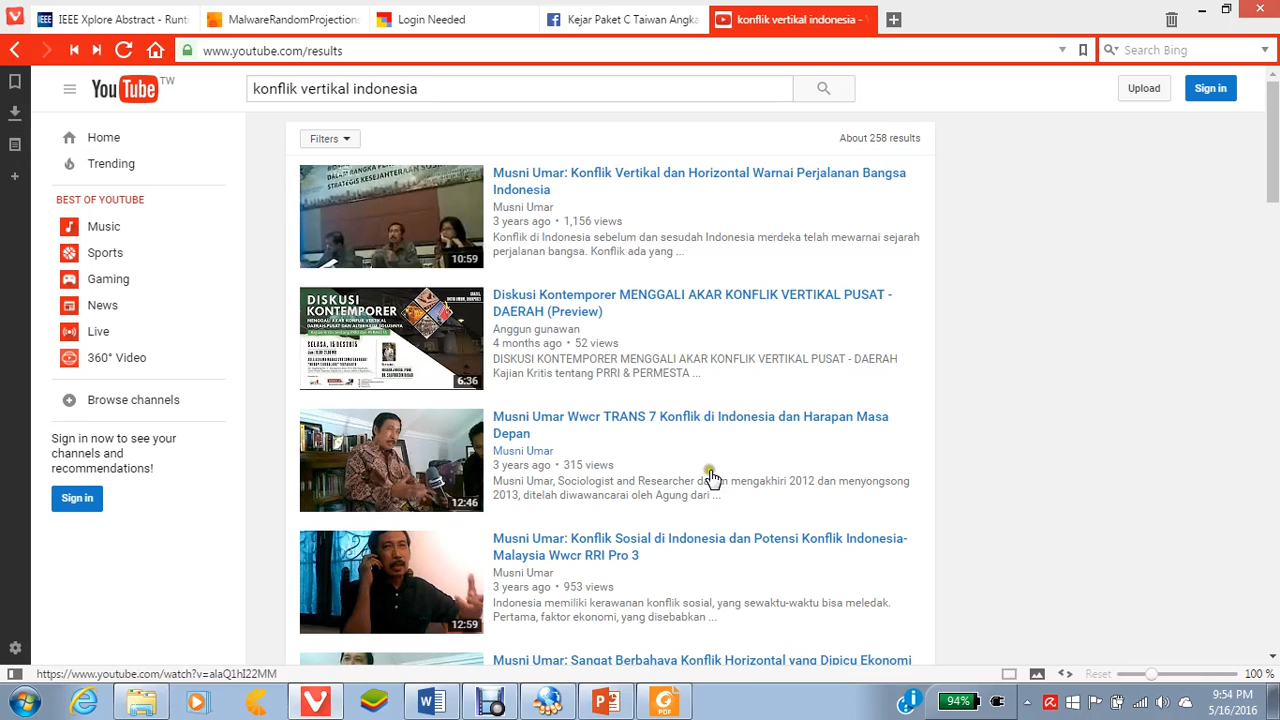 IEEE Xplore Abstract - Runti
MalwareRandomProjections
Login Needed
Kejar Paket C Taiwan Angka
konflik vertikal indonesia -
www.youtube.com/results
Search Bing
YouTube TW
konflik vertikal indonesia
Upload
Sign in
Home
Trending
BEST OF YOUTUBE
Music
Sports
Gaming
News
Live
360° Video
Browse channels
Sign in now to see your
channels and
recommendations!
Sign in
Filters
About 258 results
10:59
Musni Umar: Konflik Vertikal dan Horizontal Warnai Perjalanan Bangsa
Indonesia
Musni Umar
3 years ago • 1,156 views
Konflik di Indonesia sebelum dan sesudah Indonesia merdeka telah mewarnai sejarah
perjalanan bangsa. Konflik ada yang ...
DISKUSI
KONTEMPORER
6:36
Diskusi Kontemporer MENGGALI AKAR KONFLIK VERTIKAL PUSAT -
DAERAH (Preview)
Anggun gunawan
4 months ago • 52 views
DISKUSI KONTEMPORER MENGGALI AKAR KONFLIK VERTIKAL PUSAT - DAERAH
Kajian Kritis tentang PRRI & PERMESTA ...
12:46
Musni Umar Wwcr TRANS 7 Konflik di Indonesia dan Harapan Masa
Depan
Musni Umar
3 years ago • 315 views
Musni Umar, Sociologist and Researcher mengakhiri 2012 dan menyongsong
2013, ditelah diwawancarai oleh Agung dari ...
12:59
Musni Umar: Konflik Sosial di Indonesia dan Potensi Konflik Indonesia-
Malaysia Wwcr RRI Pro 3
Musni Umar
3 years ago • 953 views
Indonesia memiliki kerawanan konflik sosial, yang sewaktu-waktu bisa meledak.
Pertama, faktor ekonomi, yang disebabkan ...
Musni Umar: Sangat Berbahaya Konflik Horizontal yang Dipicu Ekonomi
https://www.youtube.com/watch?v=alaQ1hI22MM
Reset
100 %
94%
9:54 PM
5/16/2016